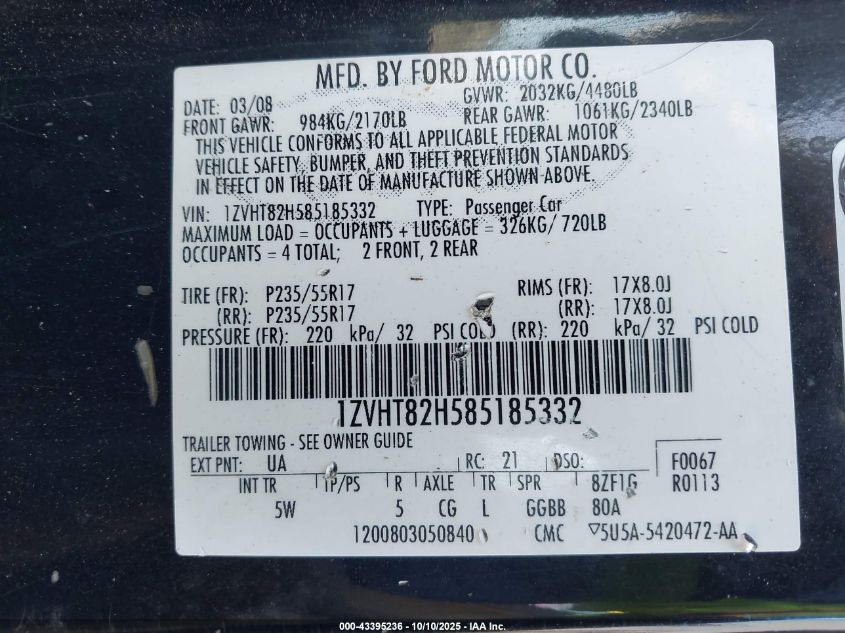 MFD. BY FORD MOTOR CO.
DATE: 03/08 GVWR: 2032KG/4480LB
FRONT GAWR: 984KG/2170LB REAR GAWR: 1061KG/2340LB
THIS VEHICLE CONFORMS TO ALL APPLICABLE FEDERAL MOTOR
VEHICLE SAFETY, BUMPER, AND THEFT PREVENTION STANDARDS
IN EFFECT ON THE DATE OF MANUFACTURE SHOWN ABOVE.
VIN: 1ZVHT82H585185332 TYPE: Passenger Car
MAXIMUM LOAD = OCCUPANTS + LUGGAGE = 326KG/ 720LB
OCCUPANTS = 4 TOTAL; 2 FRONT, 2 REAR
TIRE (FR): P235/55R17 RIMS (FR): 17X8.0J
(RR): P235/55R17 (RR): 17X8.0J
PRESSURE (FR): 220 kPa/ 32 PSI COLD (RR): 220 kPa/ 32 PSI COLD
1ZVHT82H585185332
TRAILER TOWING - SEE OWNER GUIDE
EXT PNT: UA RC: 21 DSO: F0067
INT TR TP/PS R AXLE TR SPR 8ZF1G R0113
5W 5 CG L GGBB 80A
1200803050840 CMC ▽5U5A-5420472-AA
000-43395236 - 10/10/2025 - IAA Inc.